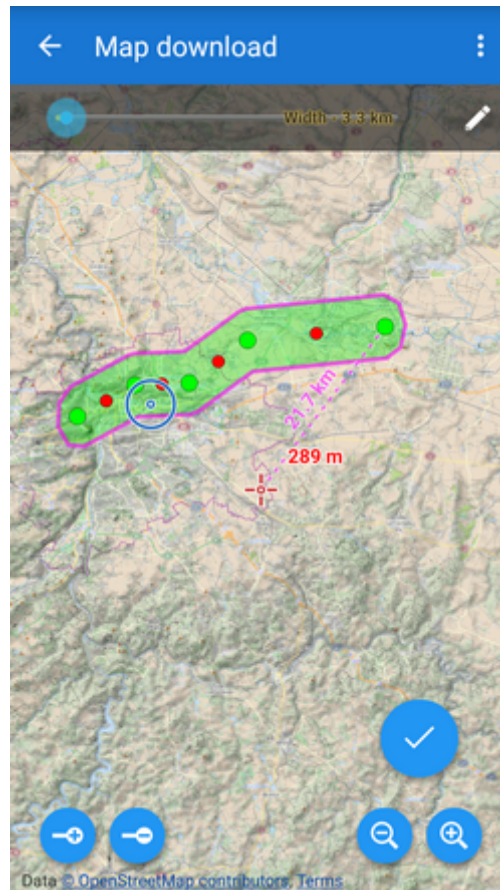 Map download
Width - 3.3 km
21.7 km
289 m
Data © OpenStreetMap contributors, Terms